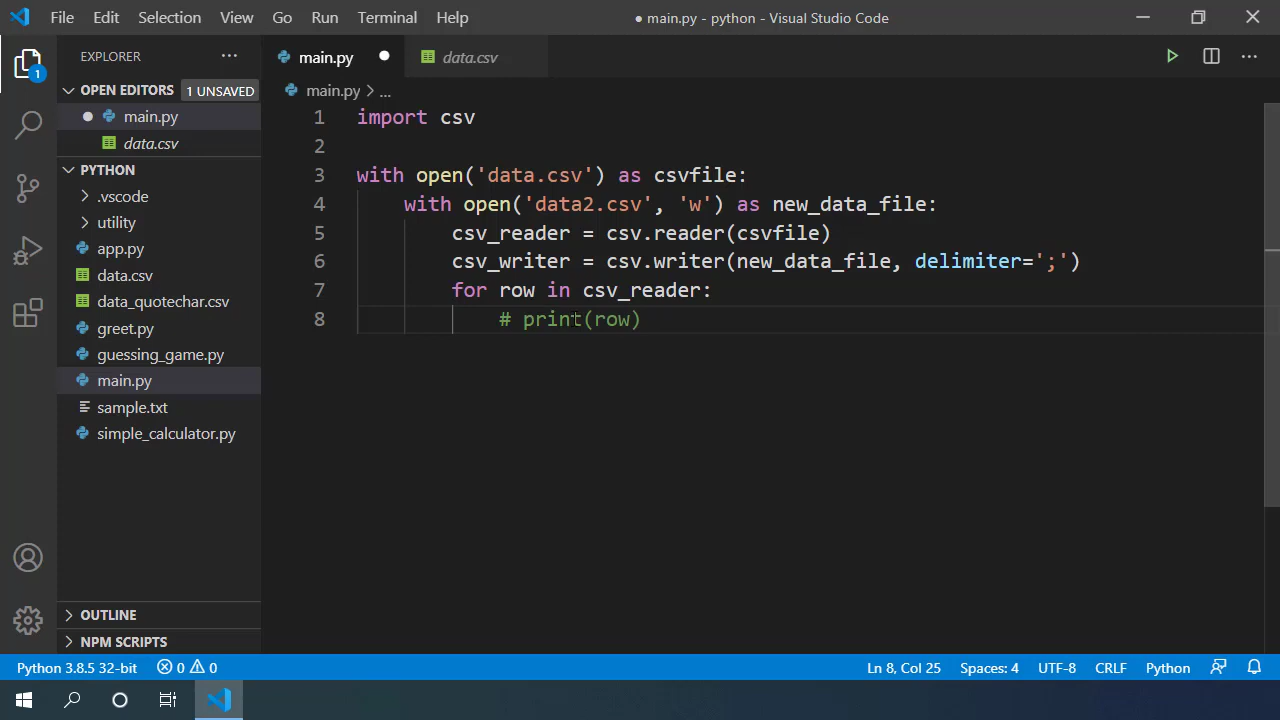 File Edit Selection View Go Run Terminal Help
● main.py - python - Visual Studio Code
EXPLORER
main.py
data.csv
OPEN EDITORS 1 UNSAVED
main.py
data.csv
PYTHON
.vscode
utility
app.py
data.csv
data_quotechar.csv
greet.py
guessing_game.py
main.py
sample.txt
simple_calculator.py
OUTLINE
NPM SCRIPTS
1
main.py > ...
1 import csv
2
3 with open('data.csv') as csvfile:
4 with open('data2.csv', 'w') as new_data_file:
5 csv_reader = csv.reader(csvfile)
6 csv_writer = csv.writer(new_data_file, delimiter=';')
7 for row in csv_reader:
8 # print(row)
Python 3.8.5 32-bit 0 0 Ln 8, Col 25 Spaces: 4 UTF-8 CRLF Python